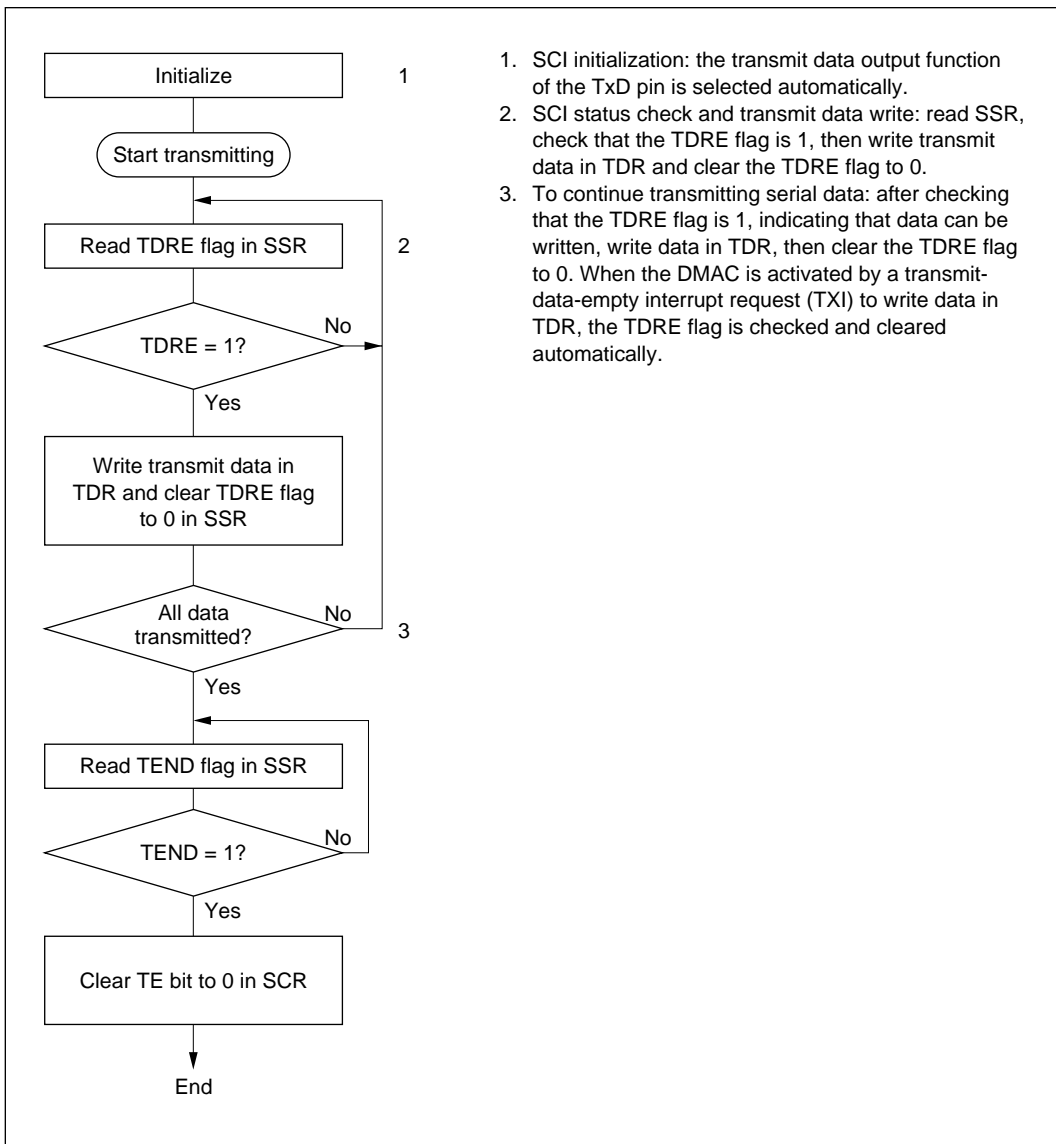 Initialize
1
Start transmitting
Read TDRE flag in SSR
2
TDRE = 1?
No
Yes
Write transmit data in
TDR and clear TDRE flag
to 0 in SSR
All data
transmitted?
No
3
Yes
Read TEND flag in SSR
TEND = 1?
No
Yes
Clear TE bit to 0 in SCR
End
1. SCI initialization: the transmit data output function
of the TxD pin is selected automatically.
2. SCI status check and transmit data write: read SSR,
check that the TDRE flag is 1, then write transmit
data in TDR and clear the TDRE flag to 0.
3. To continue transmitting serial data: after checking
that the TDRE flag is 1, indicating that data can be
written, write data in TDR, then clear the TDRE flag
to 0. When the DMAC is activated by a transmit-
data-empty interrupt request (TXI) to write data in
TDR, the TDRE flag is checked and cleared
automatically.